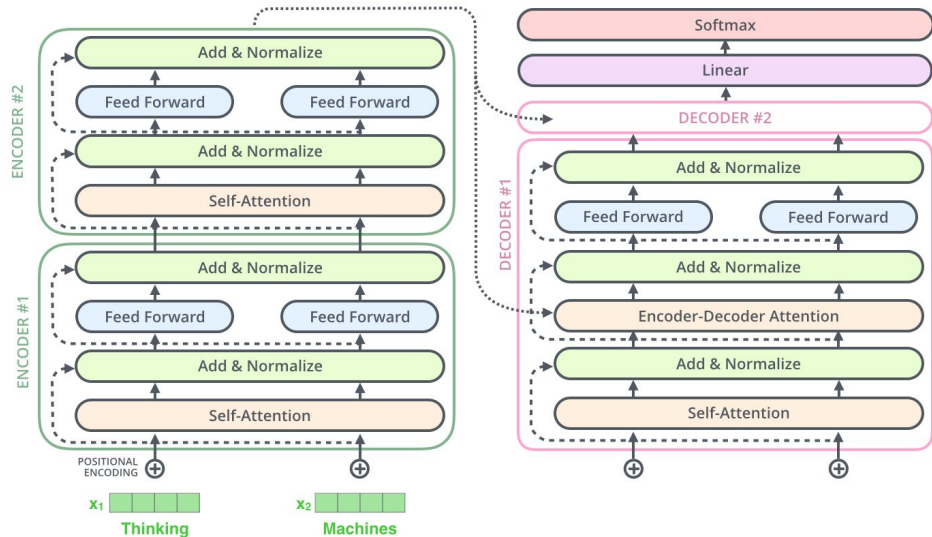 ENCODER #2
Add & Normalize
Feed Forward
Feed Forward
Add & Normalize
Self-Attention
ENCODER #1
Add & Normalize
Feed Forward
Feed Forward
Add & Normalize
Self-Attention
POSITIONAL
ENCODING
x₁
x₂
Thinking
Machines
Softmax
Linear
DECODER #2
DECODER #1
Add & Normalize
Feed Forward
Feed Forward
Add & Normalize
Encoder-Decoder Attention
Add & Normalize
Self-Attention